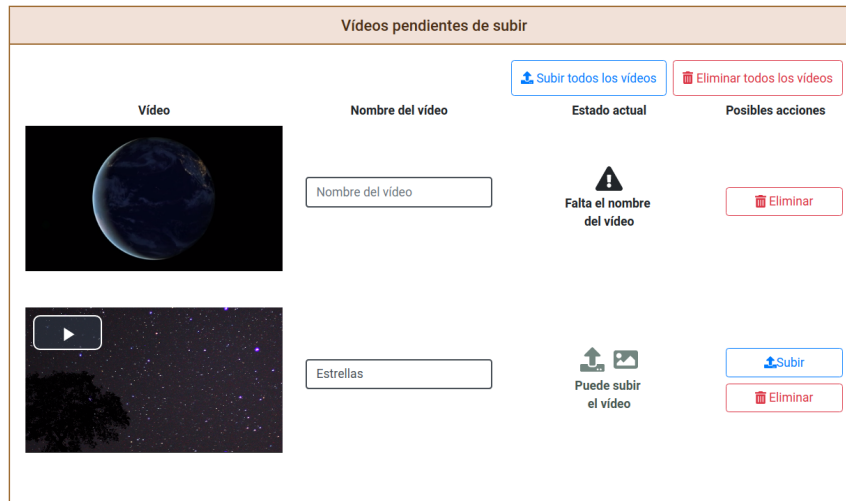 Vídeos pendientes de subir
Subir todos los vídeos
Eliminar todos los vídeos
Vídeo
Nombre del vídeo
Estado actual
Posibles acciones
Nombre del vídeo
Falta el nombre
del vídeo
Eliminar
Estrellas
Puede subir
el vídeo
Subir
Eliminar